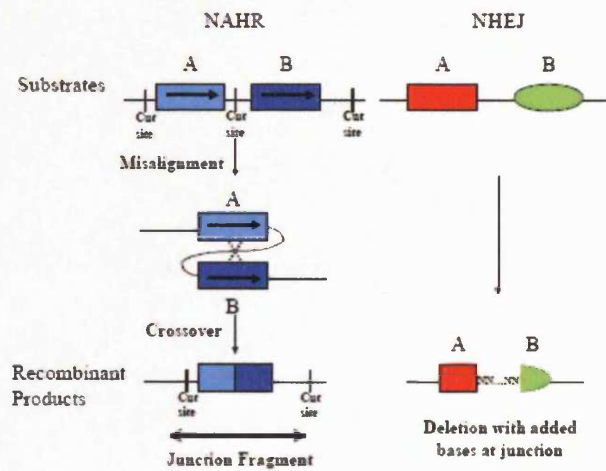 NAHR
NHEJ
A
B
A
B
Substrates
Cut
site
Cut
site
Cut
site
Misalignment
A
B
Crossover
Recombinant
Products
A
B
NN...NN
Cut
site
Cut
site
Deletion with added
bases at junction
Junction Fragment